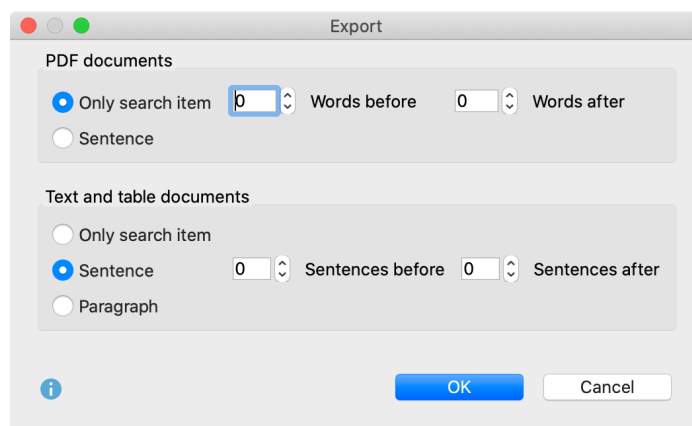 Export
PDF documents
Only search item 0 Words before 0 Words after
Sentence
Text and table documents
Only search item
Sentence 0 Sentences before 0 Sentences after
Paragraph
i OK Cancel